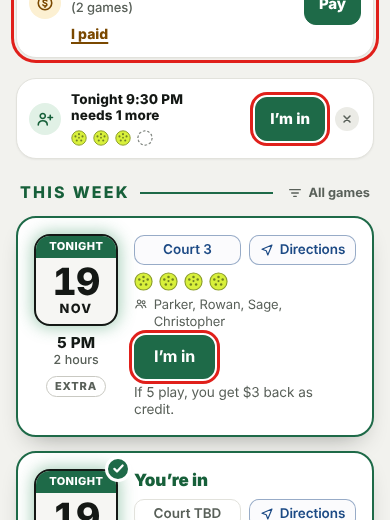 (2 games)
Pay
I paid
Tonight 9:30 PM
needs 1 more
I'm in
THIS WEEK
All games
TONIGHT
19
NOV
5 PM
2 hours
EXTRA
Court 3
Directions
Parker, Rowan, Sage,
Christopher
I'm in
If 5 play, you get $3 back as
credit.
TONIGHT
19
You're in
Court TBD
Directions